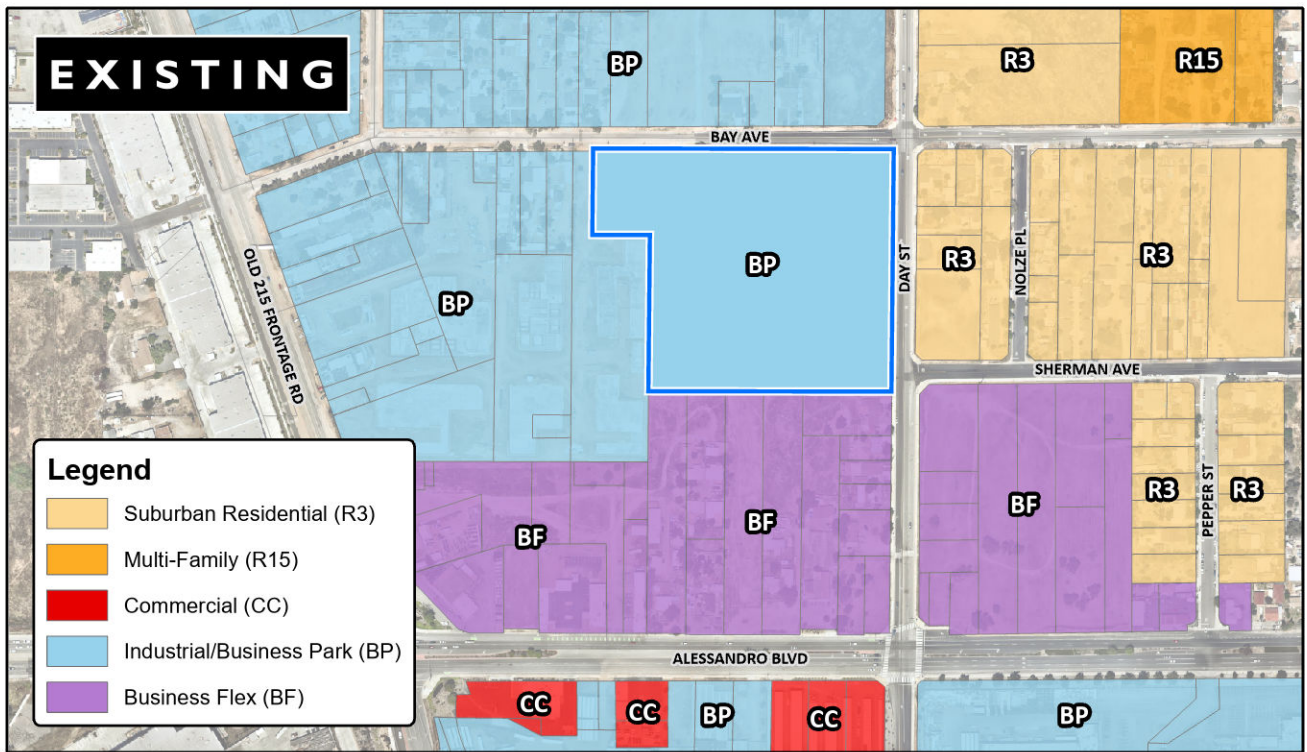 EXISTING
BP
R3
R15
BAY AVE
BP
R3
R3
BP
OLD 215 FRONTAGE RD
DAY ST
NOLZE PL
SHERMAN AVE
BF
BF
BF
R3
R3
PEPPER ST
ALESSANDRO BLVD
CC
CC
BP
CC
BP
Legend
Suburban Residential (R3)
Multi-Family (R15)
Commercial (CC)
Industrial/Business Park (BP)
Business Flex (BF)